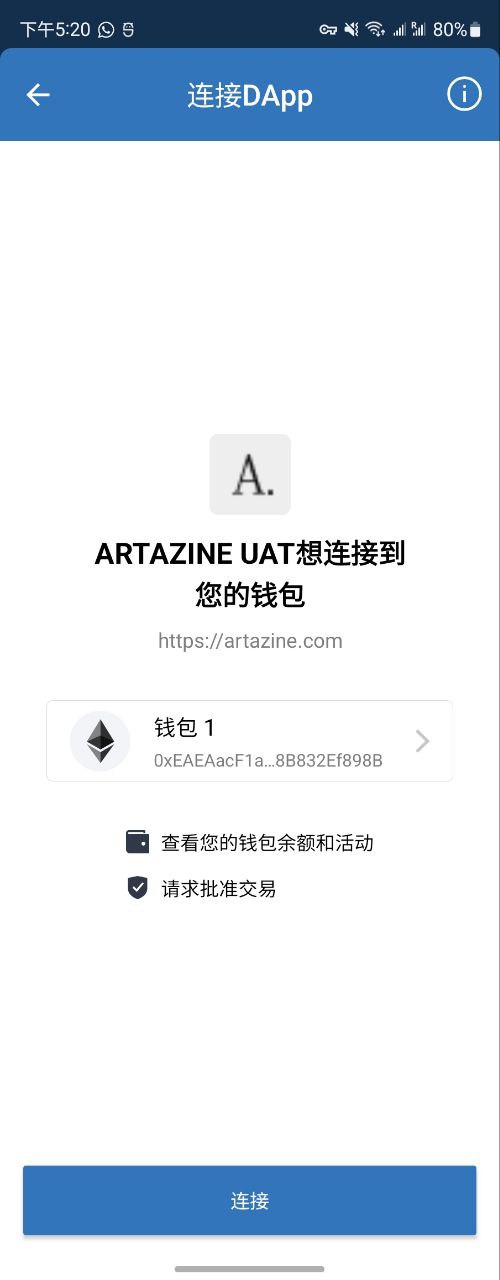 下午5:20
80%
连接DApp
A.
ARTAZINE UAT想连接到
您的钱包
https://artazine.com
钱包 1
0xEAEAacF1a...8B832Ef898B
查看您的钱包余额和活动
请求批准交易
连接